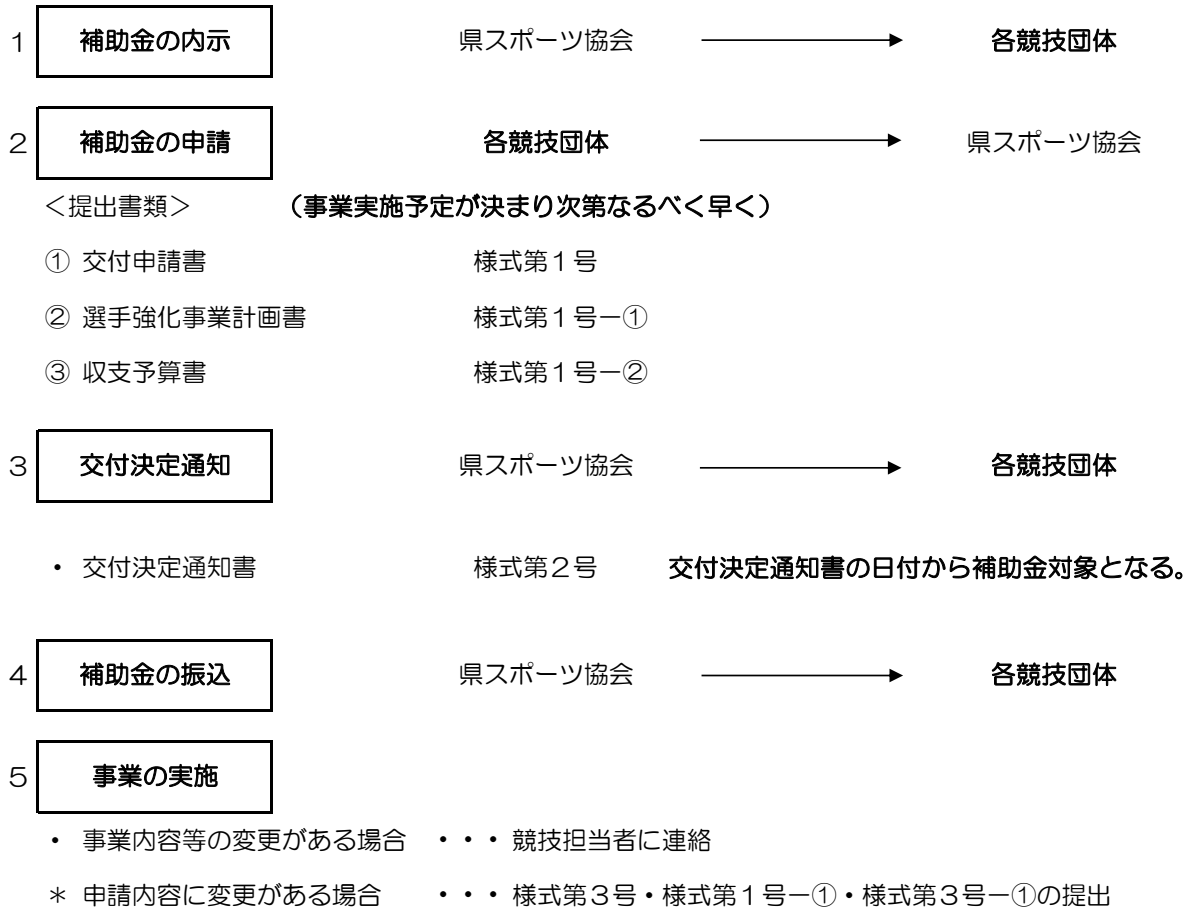 1 補助金の内示 県スポーツ協会 各競技団体
2 補助金の申請 各競技団体 県スポーツ協会
＜提出書類＞ （事業実施予定が決まり次第なるべく早く）
① 交付申請書 様式第１号
② 選手強化事業計画書 様式第１号ー①
③ 収支予算書 様式第１号ー②
3 交付決定通知 県スポーツ協会 各競技団体
・ 交付決定通知書 様式第２号 交付決定通知書の日付から補助金対象となる。
4 補助金の振込 県スポーツ協会 各競技団体
5 事業の実施
・ 事業内容等の変更がある場合 ・・・ 競技担当者に連絡
＊ 申請内容に変更がある場合 ・・・ 様式第３号・様式第１号ー①・様式第３号ー①の提出